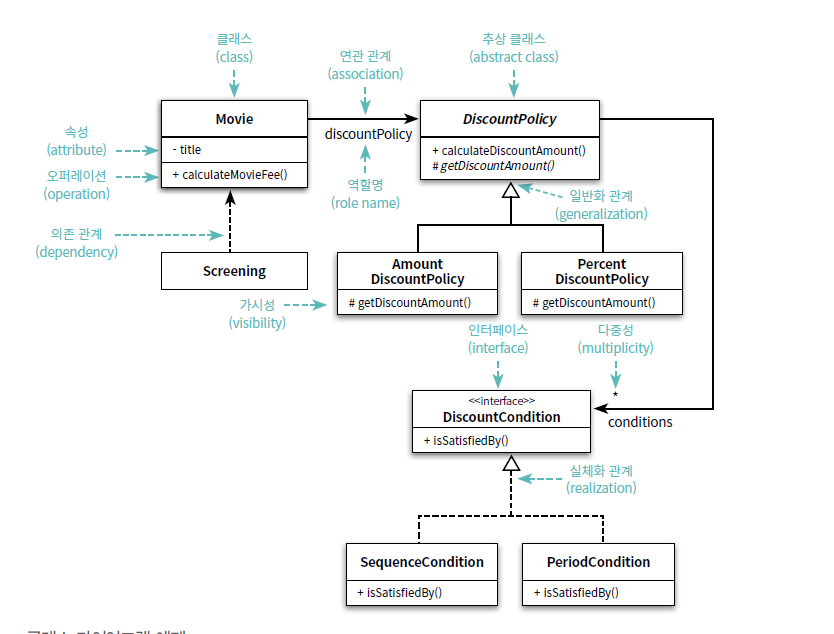 클래스
(class)
연관 관계
(association)
추상 클래스
(abstract class)
Movie
DiscountPolicy
discountPolicy
속성
(attribute)
- title
+ calculateDiscountAmount()
# getDiscountAmount()
오퍼레이션
(operation)
+ calculateMovieFee()
역할명
(role name)
일반화 관계
(generalization)
의존 관계
(dependency)
Screening
Amount
DiscountPolicy
Percent
DiscountPolicy
가시성
(visibility)
# getDiscountAmount()
# getDiscountAmount()
인터페이스
(interface)
다중성
(multiplicity)
*
<<interface>>
DiscountCondition
conditions
+ isSatisfiedBy()
실체화 관계
(realization)
SequenceCondition
PeriodCondition
+ isSatisfiedBy()
+ isSatisfiedBy()